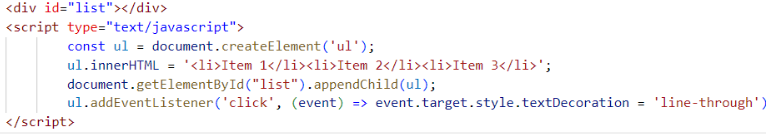 <div id="list"></div>
<script type="text/javascript">
const ul = document.createElement('ul');
ul.innerHTML = '<li>Item 1</li><li>Item 2</li><li>Item 3</li>';
document.getElementById("list").appendChild(ul);
ul.addEventListener('click', (event) => event.target.style.textDecoration = 'line-through')
</script>